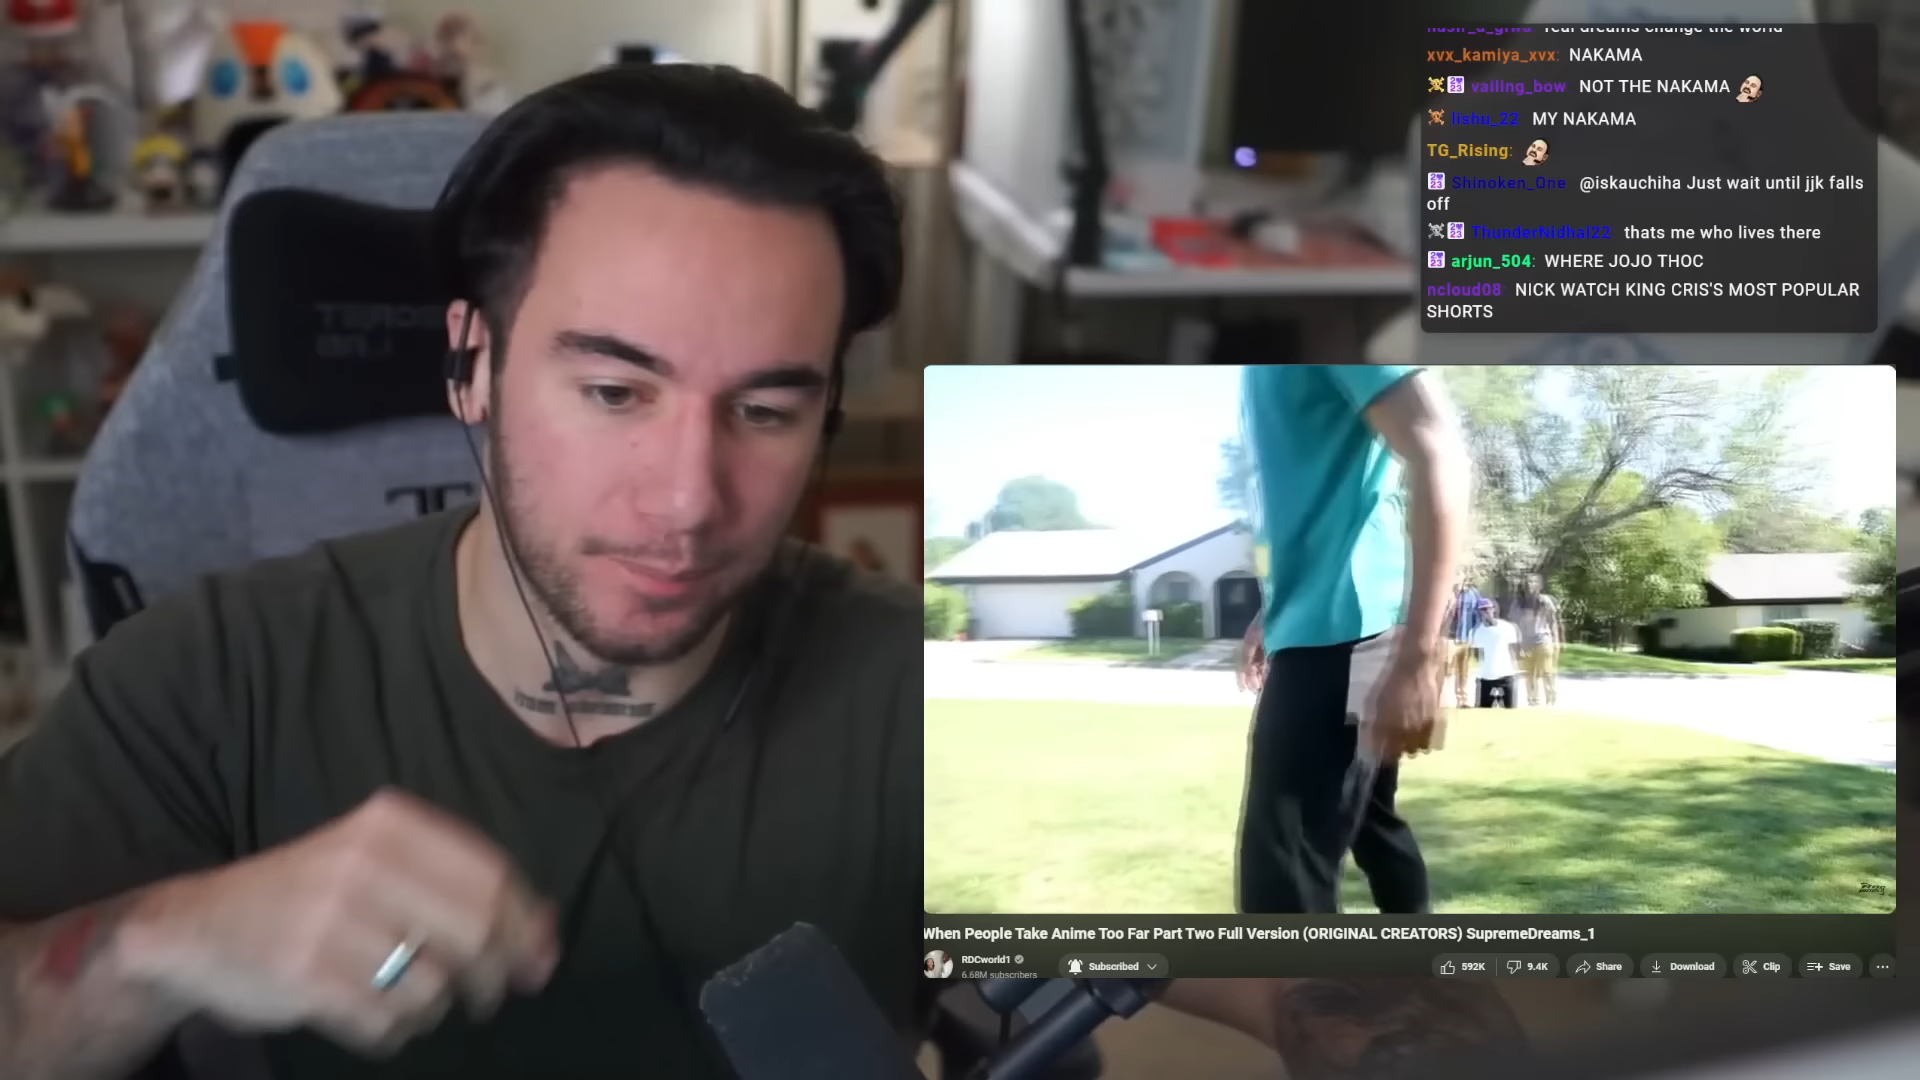 xvx_kamiya_xvx: NAKAMA
vailing_bow NOT THE NAKAMA
lishu_22 MY NAKAMA
TG_Rising:
Shinoken_One @iskauchiha Just wait until jjk falls
off
ThunderNidhal22 thats me who lives there
arjun_504: WHERE JOJO THOC
ncloud08 NICK WATCH KING CRIS'S MOST POPULAR
SHORTS
When People Take Anime Too Far Part Two Full Version (ORIGINAL CREATORS) SupremeDreams_1
RDCworld1
6.68M subscribers
Subscribed
592K
9.4K
Share
Download
Clip
Save